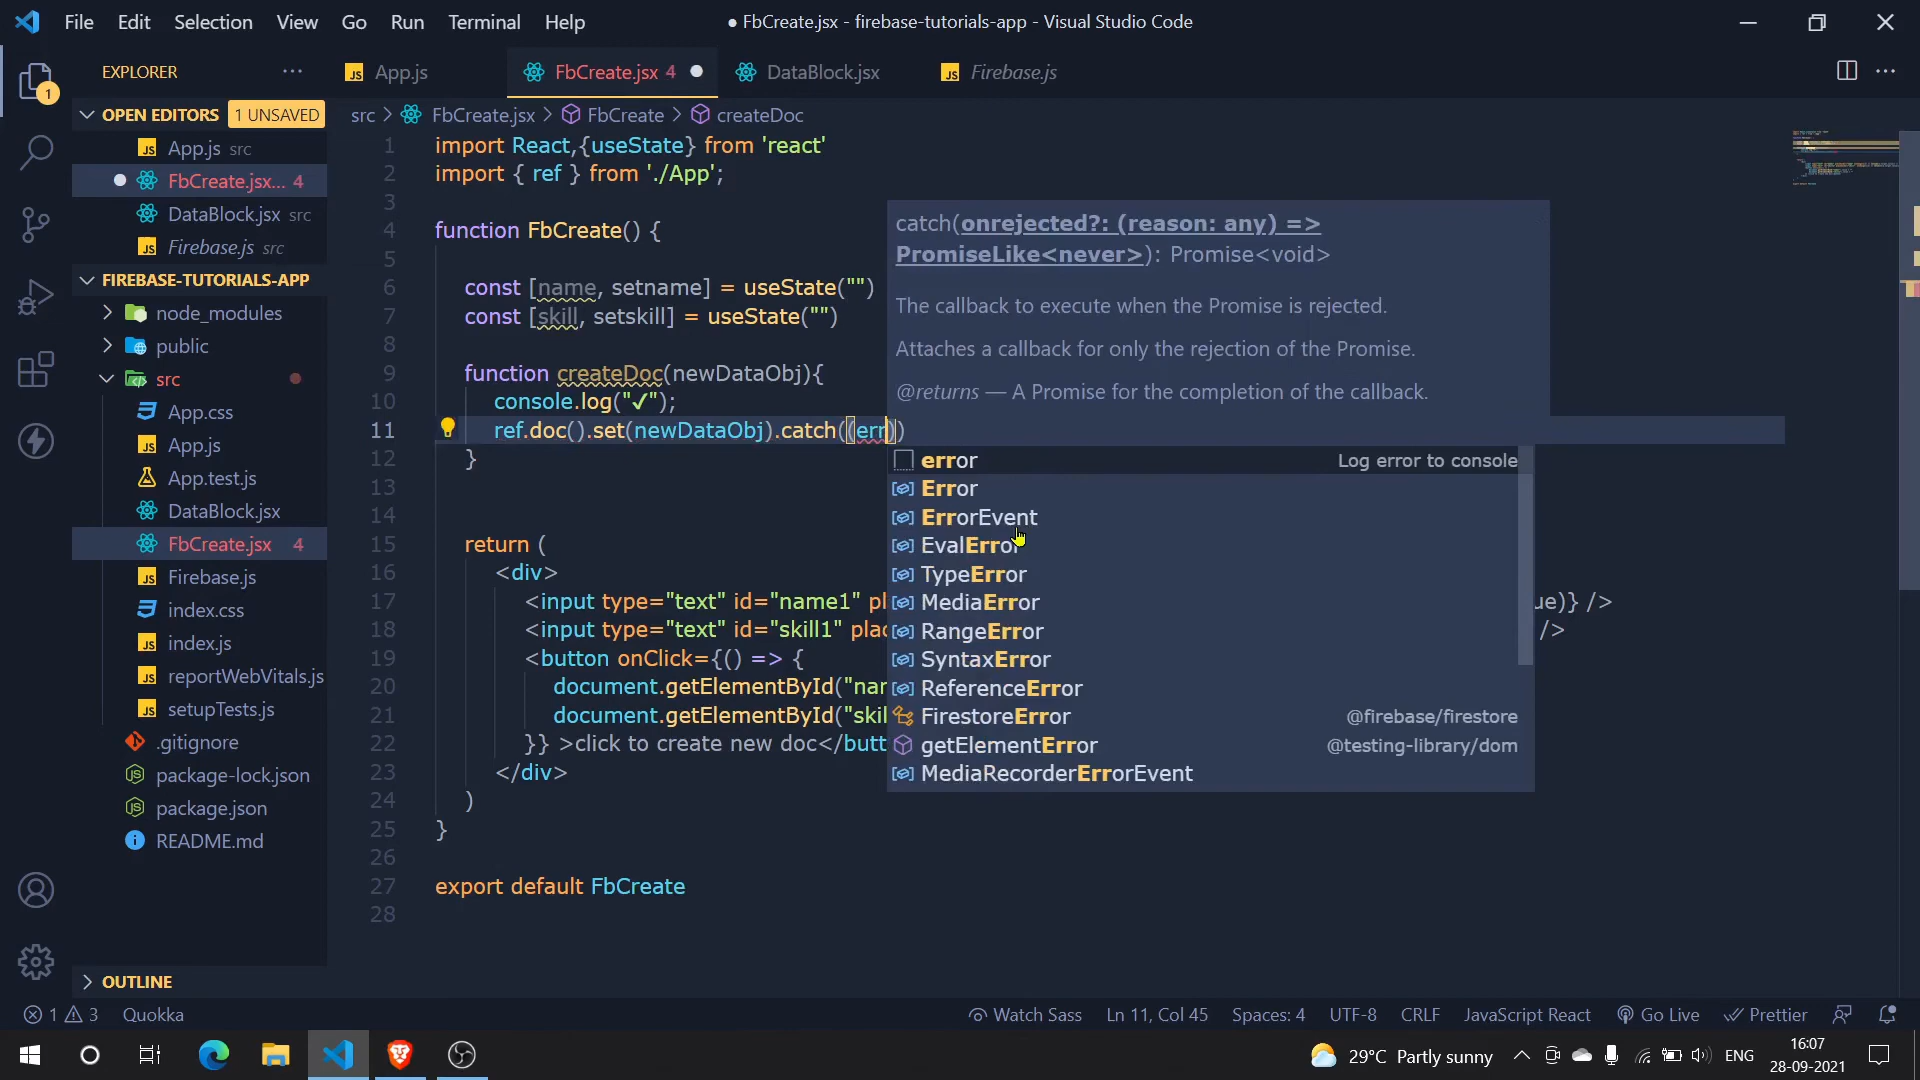 File Edit Selection View Go Run Terminal Help
● FbCreate.jsx - firebase-tutorials-app - Visual Studio Code
EXPLORER ...
App.js
FbCreate.jsx 4
DataBlock.jsx
Firebase.js
1
OPEN EDITORS 1 UNSAVED
App.js src
FbCreate.jsx... 4
DataBlock.jsx src
Firebase.js src
FIREBASE-TUTORIALS-APP
node_modules
public
src
App.css
App.js
App.test.js
DataBlock.jsx
FbCreate.jsx 4
Firebase.js
index.css
index.js
reportWebVitals.js
setupTests.js
.gitignore
package-lock.json
package.json
README.md
OUTLINE
src > FbCreate.jsx > FbCreate > createDoc
1 import React,{useState} from 'react'
2 import { ref } from './App';
3
4 function FbCreate() {
5
6 const [name, setname] = useState("")
7 const [skill, setskill] = useState("")
8
9 function createDoc(newDataObj){
10 console.log("✓");
11 ref.doc().set(newDataObj).catch((err))
12 }
13
14
15 return (
16 <div>
17 <input type="text" id="name1" pl ue)} />
18 <input type="text" id="skill1" plac />
19 <button onClick={() => {
20 document.getElementById("nar
21 document.getElementById("skil
22 }} >click to create new doc</butt
23 </div>
24 )
25 }
26
27 export default FbCreate
28
catch(onrejected?: (reason: any) =>
PromiseLike<never>): Promise<void>
The callback to execute when the Promise is rejected.
Attaches a callback for only the rejection of the Promise.
@returns — A Promise for the completion of the callback.
error Log error to console
Error
ErrorEvent
EvalError
TypeError
MediaError
RangeError
SyntaxError
ReferenceError
FirestoreError @firebase/firestore
getElementError @testing-library/dom
MediaRecorderErrorEvent
1 3 Quokka
Watch Sass Ln 11, Col 45 Spaces: 4 UTF-8 CRLF JavaScript React Go Live Prettier
29°C Partly sunny ENG
16:07
28-09-2021